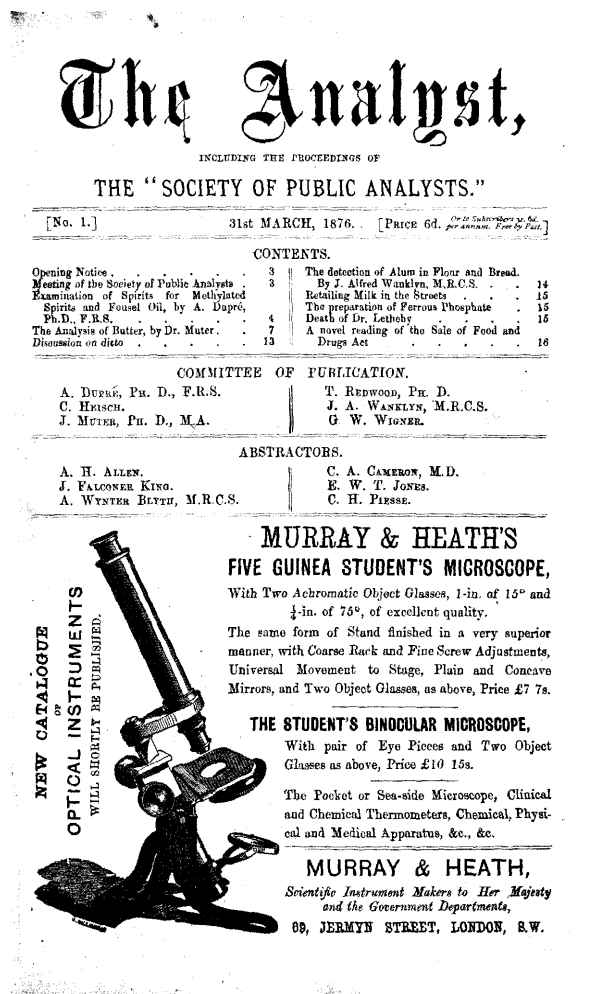 The Analyst,
INCLUDING THE PROCEEDINGS OF
THE "SOCIETY OF PUBLIC ANALYSTS."
[No. 1.] 31st MARCH, 1876. [PRICE 6d. Or to Subscribers 7s. 6d. per annum. Free by Post.]
CONTENTS.
Opening Notice . . . . . . . 3
Meeting of the Society of Public Analysts . 3
Examination of Spirits for Methylated
Spirits and Fousel Oil, by A. Dupré,
Ph.D., F.R.S. . . . . . 4
The Analysis of Butter, by Dr. Muter. . 7
Discussion on ditto . . . . . 13
The detection of Alum in Flour and Bread.
By J. Alfred Wanklyn, M.R.C.S. . . 14
Retailing Milk in the Streets . . . 15
The preparation of Ferrous Phosphate . 15
Death of Dr. Letheby . . . . 15
A novel reading of the Sale of Food and
Drugs Act . . . . . 16
COMMITTEE OF PUBLICATION.
A. DUPRÉ, PH. D., F.R.S.
C. HEISCH.
J. MUTER, PH. D., M.A.
T. REDWOOD, PH. D.
J. A. WANKLYN, M.R.C.S.
G. W. WIGNER.
ABSTRACTORS.
A. H. ALLEN.
J. FALCONER KING.
A. WYNTER BLYTH, M.R.C.S.
C. A. CAMERON, M.D.
E. W. T. JONES.
C. H. PIESSE.
NEW CATALOGUE
OF
OPTICAL INSTRUMENTS
WILL SHORTLY BE PUBLISHED.
MURRAY & HEATH'S
FIVE GUINEA STUDENT'S MICROSCOPE,
With Two Achromatic Object Glasses, 1-in. of 15° and
¼-in. of 75°, of excellent quality.
The same form of Stand finished in a very superior
manner, with Coarse Rack and Fine Screw Adjustments,
Universal Movement to Stage, Plain and Concave
Mirrors, and Two Object Glasses, as above, Price £7 7s.
THE STUDENT'S BINOCULAR MICROSCOPE,
With pair of Eye Pieces and Two Object
Glasses as above, Price £10 15s.
The Pocket or Sea-side Microscope, Clinical
and Chemical Thermometers, Chemical, Physi-
cal and Medical Apparatus, &c., &c.
MURRAY & HEATH,
Scientific Instrument Makers to Her Majesty
and the Government Departments,
69, JERMYN STREET, LONDON, S.W.